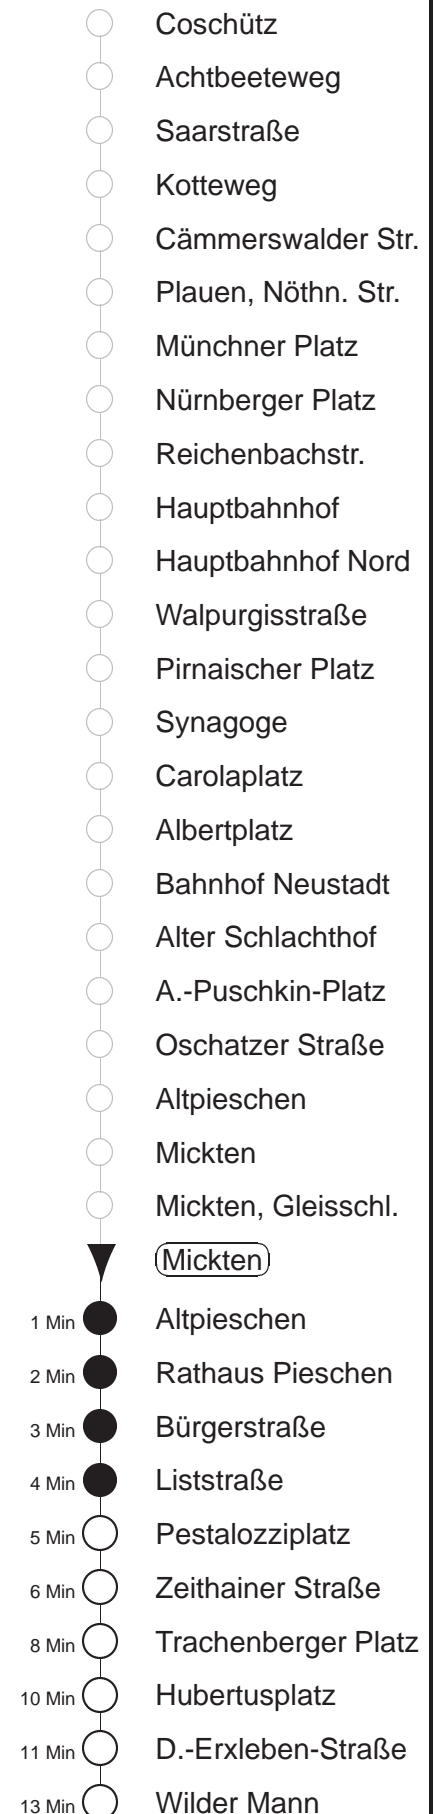 Coschütz
Achtbeeteweg
Saarstraße
Kotteweg
Cämmerswalder Str.
Plauen, Nöthn. Str.
Münchner Platz
Nürnberger Platz
Reichenbachstr.
Hauptbahnhof
Hauptbahnhof Nord
Walpurgisstraße
Pirnaischer Platz
Synagoge
Carolaplatz
Albertplatz
Bahnhof Neustadt
Alter Schlachthof
A.-Puschkin-Platz
Oschatzer Straße
Altpieschen
Mickten
Mickten, Gleisschl.
Mickten
1 Min Altpieschen
2 Min Rathaus Pieschen
3 Min Bürgerstraße
4 Min Liststraße
5 Min Pestalozziplatz
6 Min Zeithainer Straße
8 Min Trachenberger Platz
10 Min Hubertusplatz
11 Min D.-Erxleben-Straße
13 Min Wilder Mann